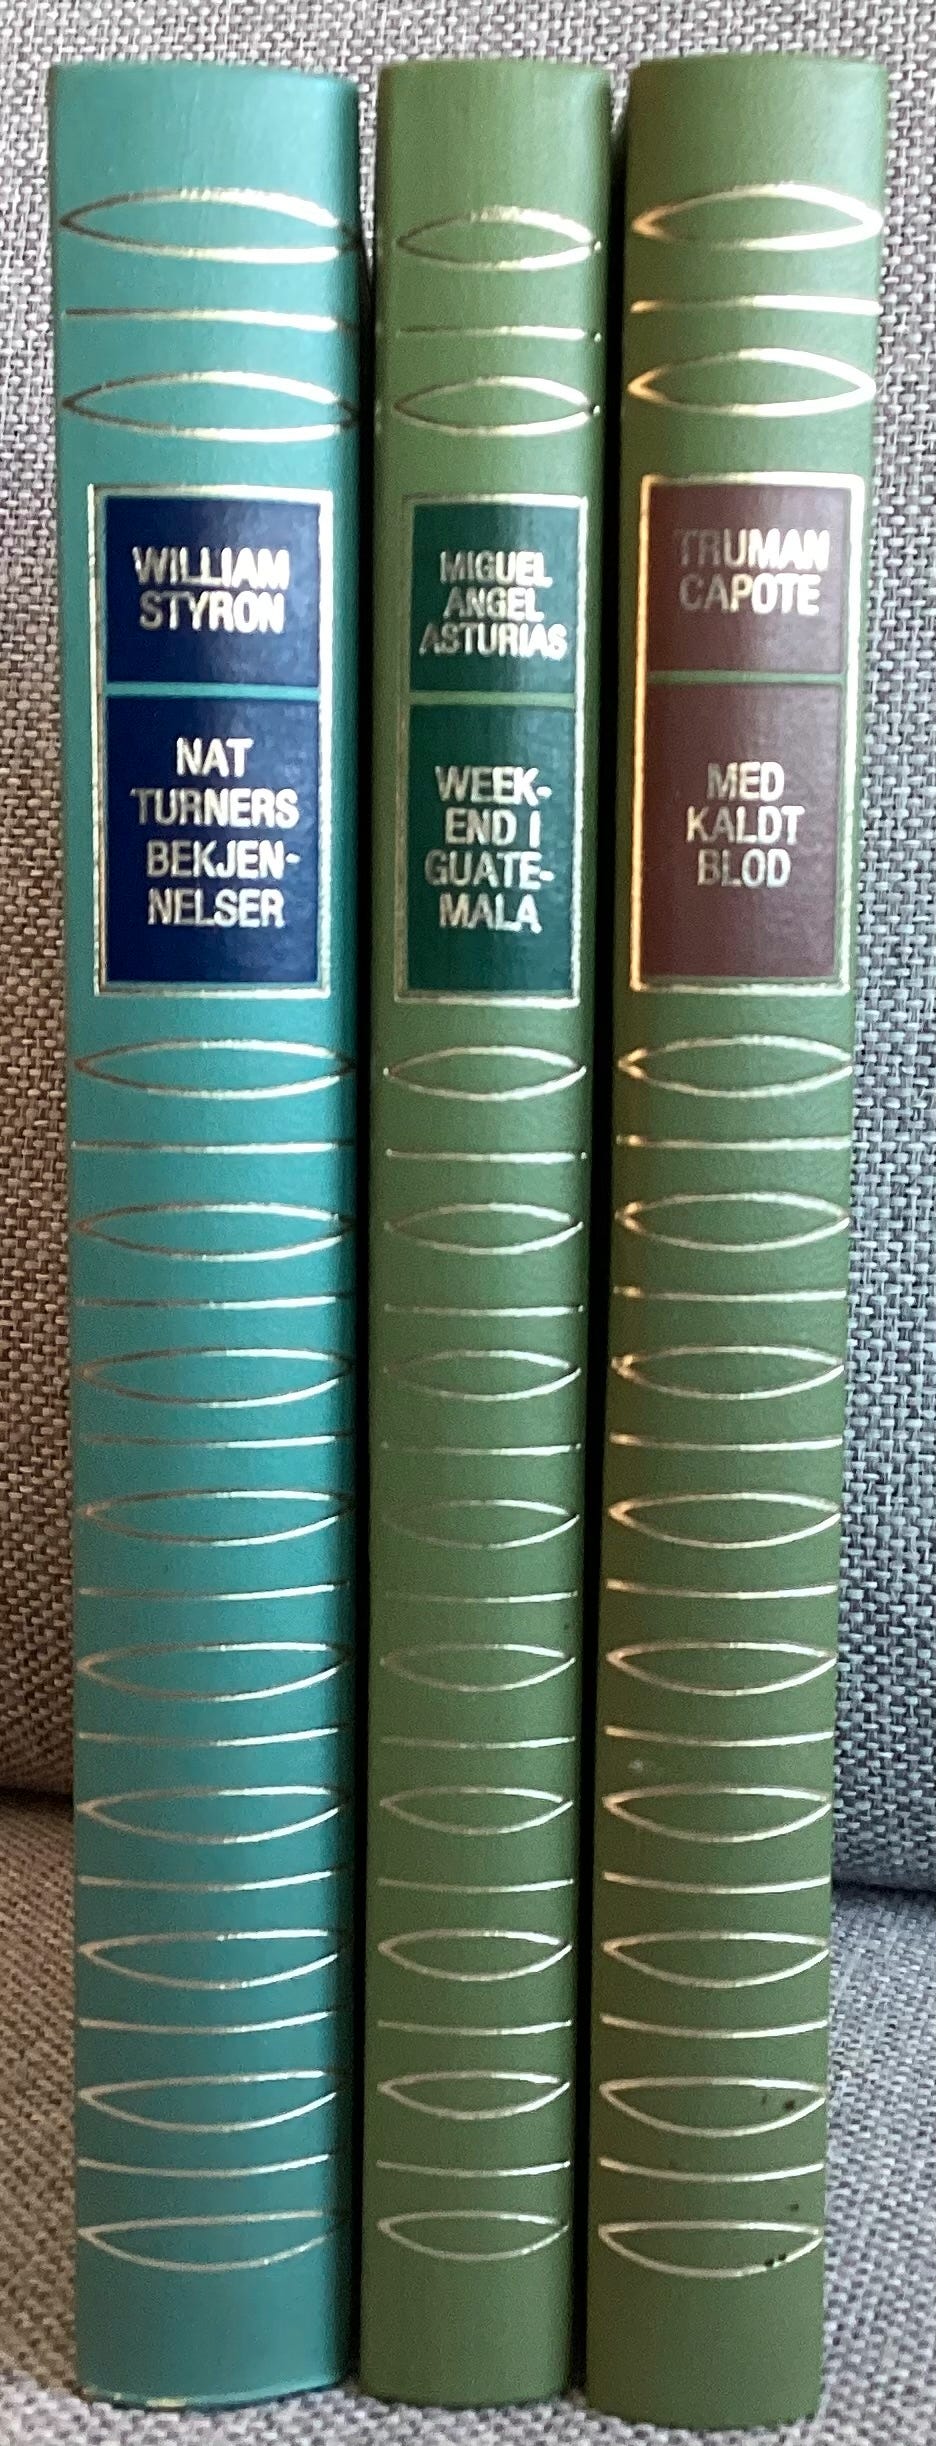 WILLIAM
STYRON
NAT
TURNERS
BEKJEN-
NELSER
MIGUEL
ANGEL
ASTURIAS
WEEK-
END I
GUATE-
MALA
TRUMAN
CAPOTE
MED
KALDT
BLOD